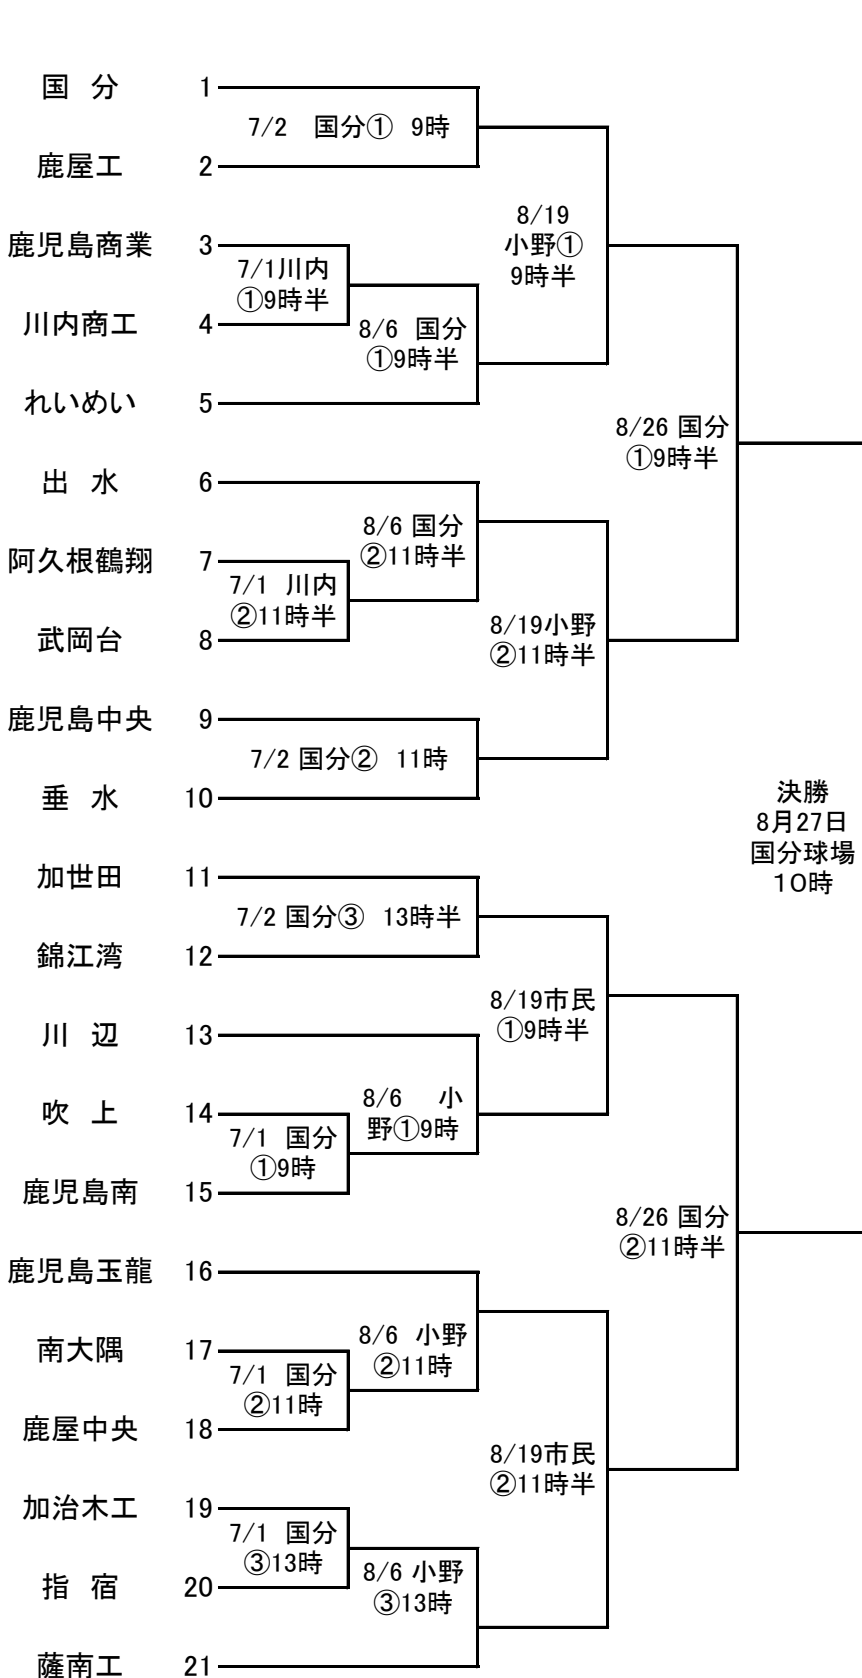 国 分 1
7/2 国分① 9時
鹿屋工 2
8/19
小野①
9時半
鹿児島商業 3
7/1川内
①9時半
川内商工 4
8/6 国分
①9時半
れいめい 5
8/26 国分
①9時半
出 水 6
8/6 国分
②11時半
阿久根鶴翔 7
7/1 川内
②11時半
武岡台 8
8/19小野
②11時半
鹿児島中央 9
7/2 国分② 11時
垂 水 10
決勝
8月27日
国分球場
10時
加世田 11
7/2 国分③ 13時半
錦江湾 12
8/19市民
①9時半
川 辺 13
8/6 小
野①9時
吹 上 14
7/1 国分
①9時
鹿児島南 15
8/26 国分
②11時半
鹿児島玉龍 16
8/6 小野
②11時
南大隅 17
7/1 国分
②11時
鹿屋中央 18
8/19市民
②11時半
加治木工 19
7/1 国分
③13時
8/6 小野
③13時
指 宿 20
薩南工 21